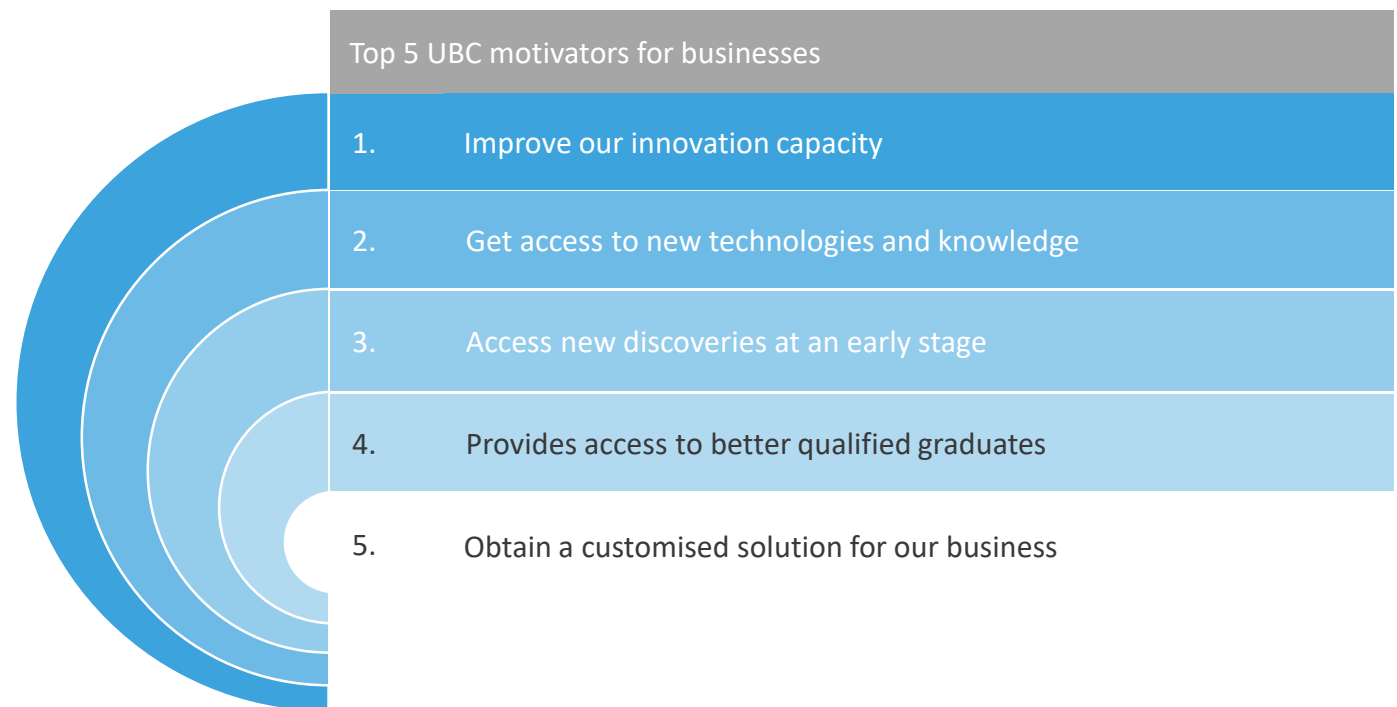 Top 5 UBC motivators for businesses
1. Improve our innovation capacity
2. Get access to new technologies and knowledge
3. Access new discoveries at an early stage
4. Provides access to better qualified graduates
5. Obtain a customised solution for our business